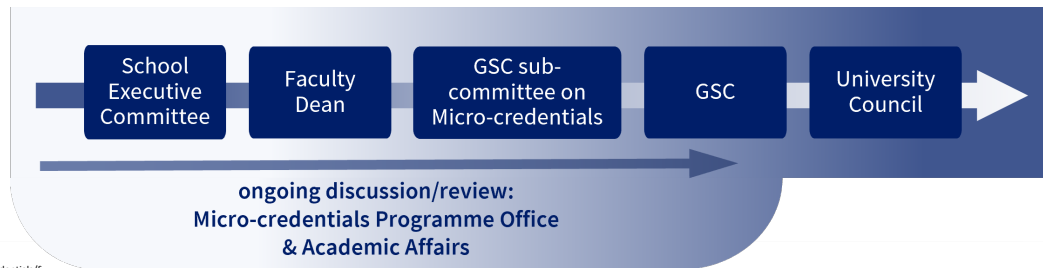 School
Executive
Committee
Faculty
Dean
GSC sub-
committee on
Micro-credentials
GSC
University
Council
ongoing discussion/review:
Micro-credentials Programme Office
& Academic Affairs